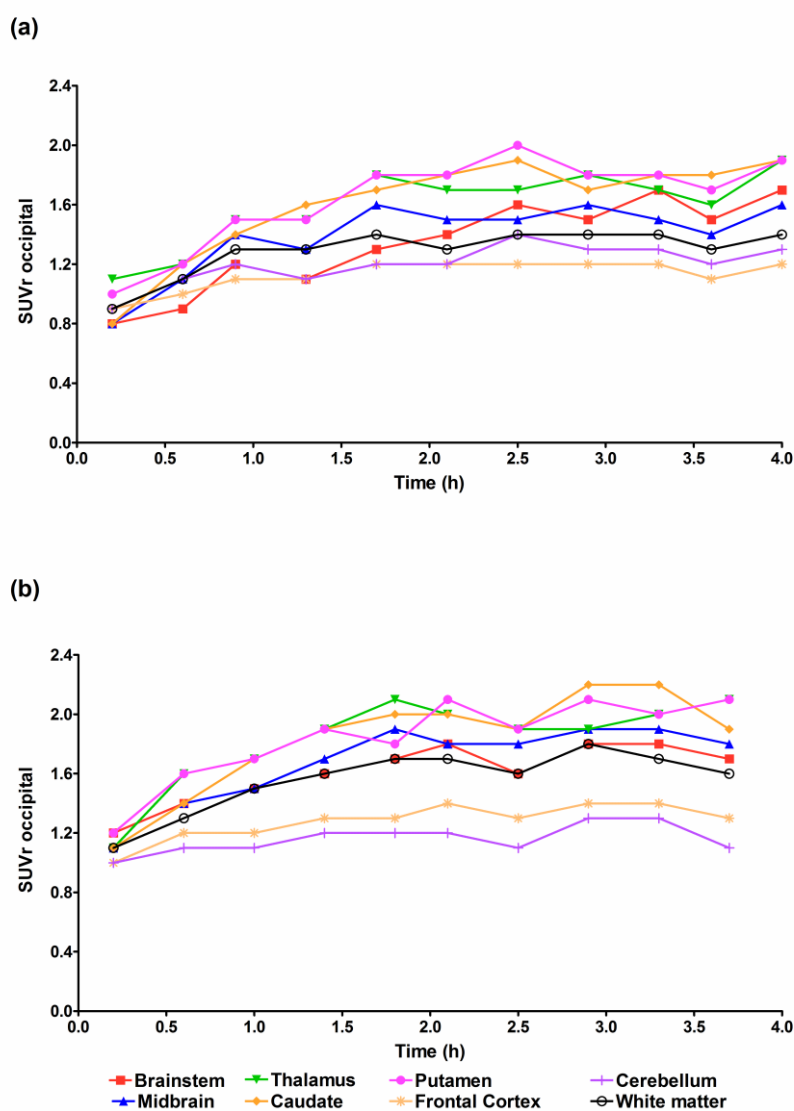 (a)
2.4
2.0
1.6
1.2
0.8
0.4
0.0
SUVr occipital
0.0 0.5 1.0 1.5 2.0 2.5 3.0 3.5 4.0
Time (h)
(b)
2.4
2.0
1.6
1.2
0.8
0.4
0.0
SUVr occipital
0.0 0.5 1.0 1.5 2.0 2.5 3.0 3.5 4.0
Time (h)
Brainstem Thalamus Putamen Cerebellum
Midbrain Caudate Frontal Cortex White matter